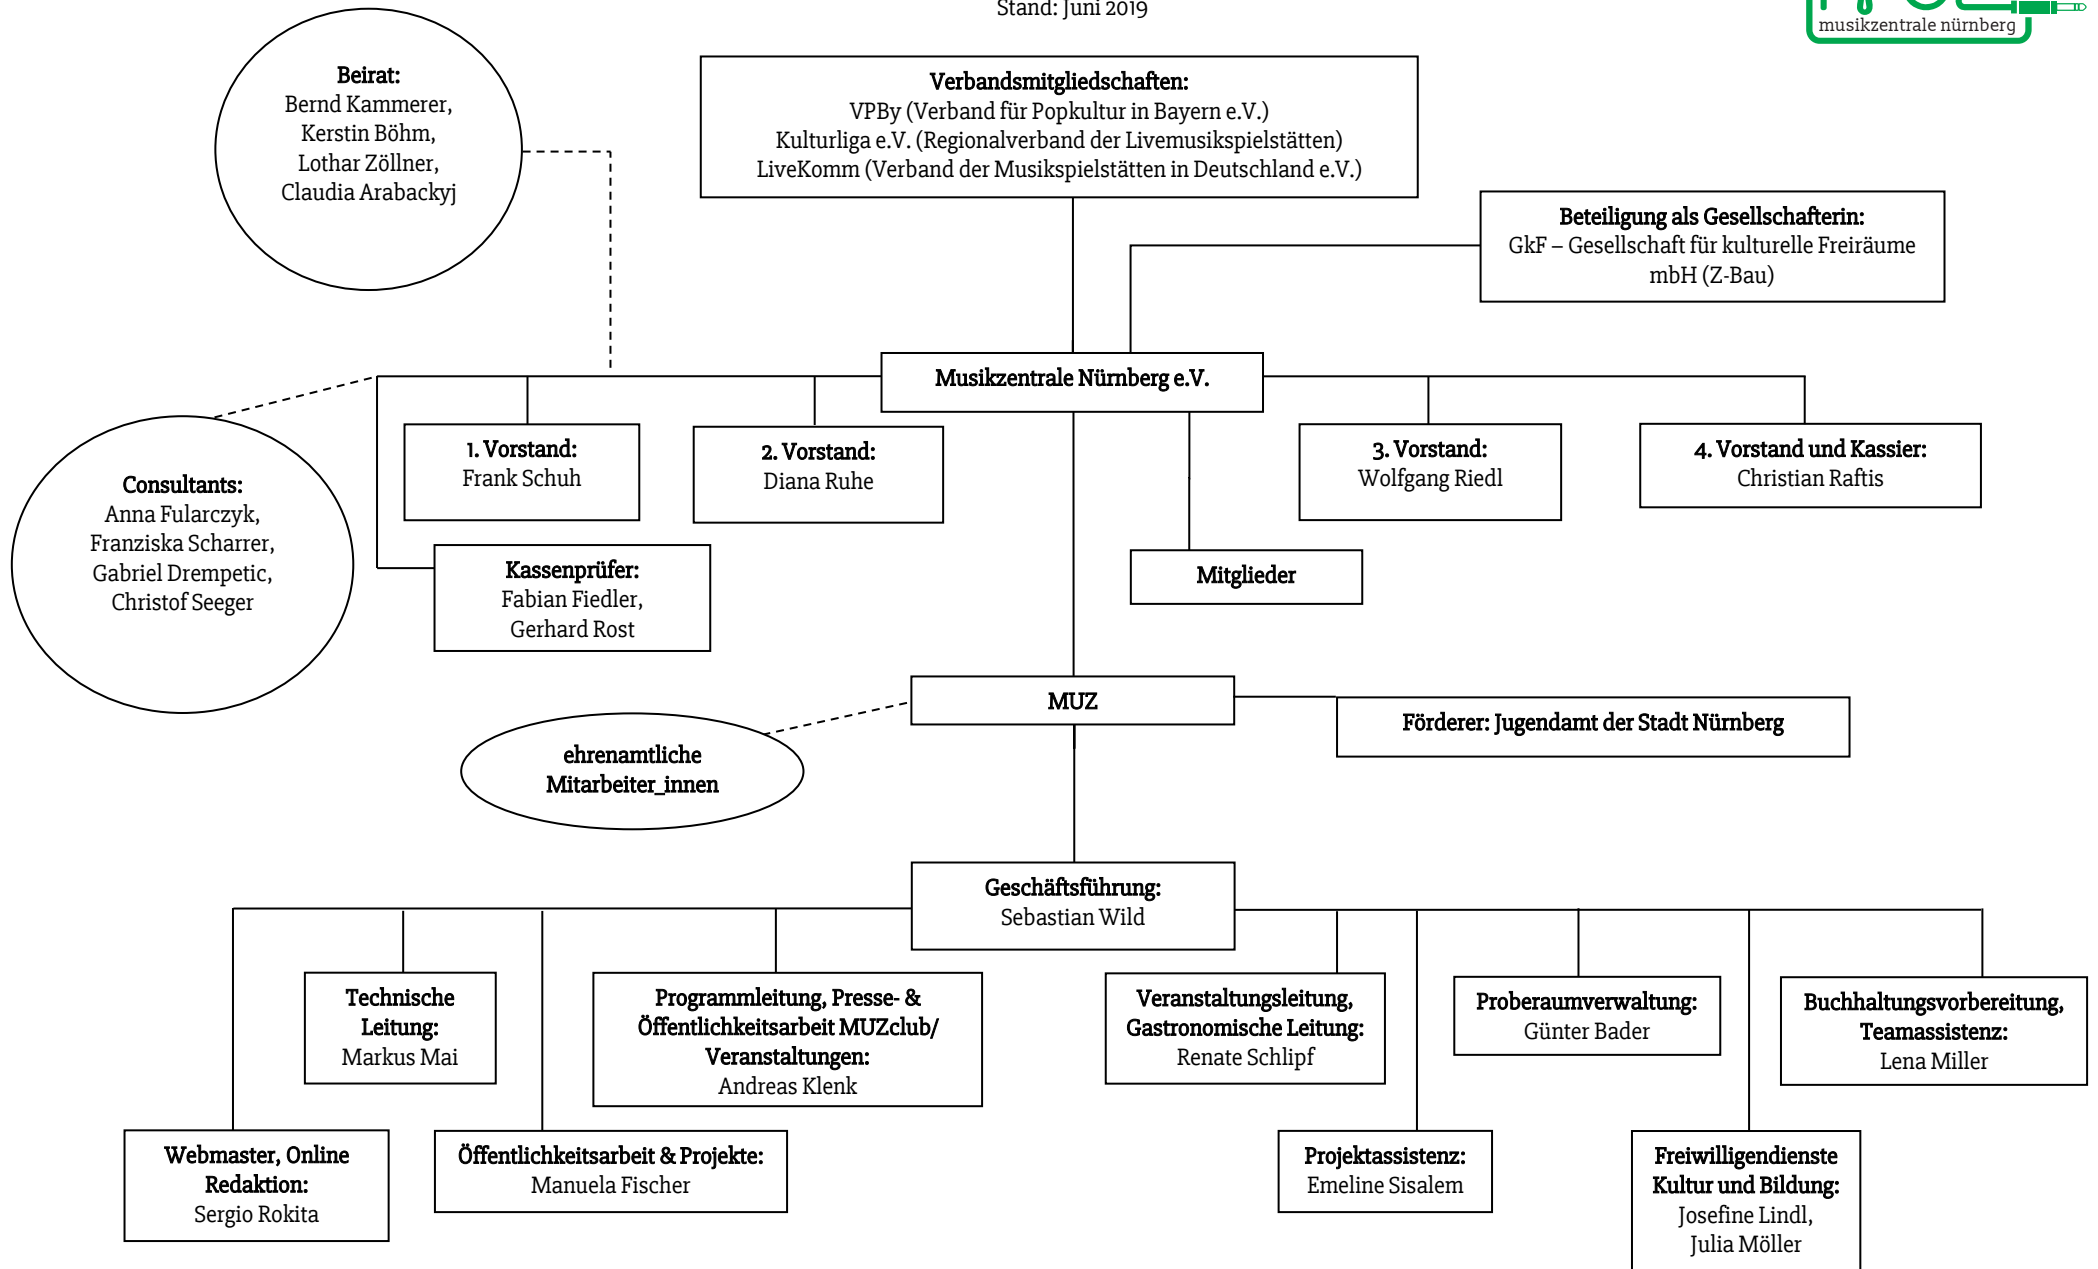 Stand: Juni 2019
musikzentrale nürnberg
Beirat:
Bernd Kammerer,
Kerstin Böhm,
Lothar Zöllner,
Claudia Arabackyj
Verbandsmitgliedschaften:
VPBy (Verband für Popkultur in Bayern e.V.)
Kulturliga e.V. (Regionalverband der Livemusikspielstätten)
LiveKomm (Verband der Musikspielstätten in Deutschland e.V.)
Beteiligung als Gesellschafterin:
GkF – Gesellschaft für kulturelle Freiräume
mbH (Z-Bau)
Musikzentrale Nürnberg e.V.
Consultants:
Anna Fularczyk,
Franziska Scharrer,
Gabriel Drempetic,
Christof Seeger
1. Vorstand:
Frank Schuh
2. Vorstand:
Diana Ruhe
3. Vorstand:
Wolfgang Riedl
4. Vorstand und Kassier:
Christian Raftis
Kassenprüfer:
Fabian Fiedler,
Gerhard Rost
Mitglieder
MUZ
Förderer: Jugendamt der Stadt Nürnberg
ehrenamtliche
Mitarbeiter_innen
Geschäftsführung:
Sebastian Wild
Technische
Leitung:
Markus Mai
Programmleitung, Presse- &
Öffentlichkeitsarbeit MUZclub/
Veranstaltungen:
Andreas Klenk
Veranstaltungsleitung,
Gastronomische Leitung:
Renate Schlipf
Proberaumverwaltung:
Günter Bader
Buchhaltungsvorbereitung,
Teamassistenz:
Lena Miller
Webmaster, Online
Redaktion:
Sergio Rokita
Öffentlichkeitsarbeit & Projekte:
Manuela Fischer
Projektassistenz:
Emeline Sisalem
Freiwilligendienste
Kultur und Bildung:
Josefine Lindl,
Julia Möller